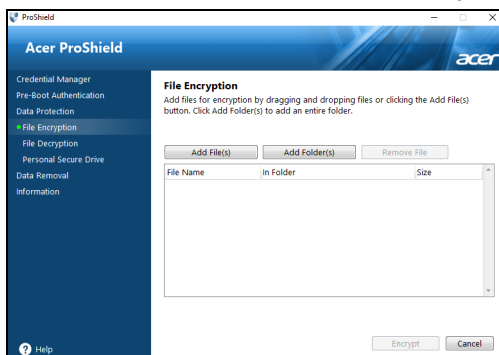 ProShield
Acer ProShield
acer
Credential Manager
Pre-Boot Authentication
Data Protection
File Encryption
File Decryption
Personal Secure Drive
Data Removal
Information
Help
File Encryption
Add files for encryption by dragging and dropping files or clicking the Add File(s)
button. Click Add Folder(s) to add an entire folder.
Add File(s) Add Folder(s) Remove File
File Name In Folder Size
Encrypt Cancel